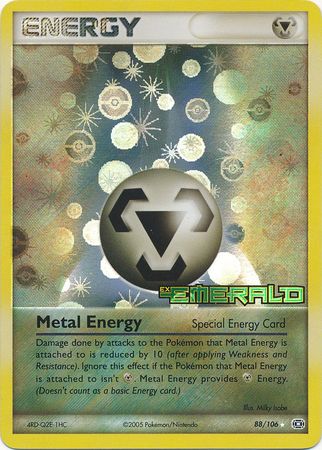 ENERGY
EX EMERALD
Metal Energy Special Energy Card
Damage done by attacks to the Pokémon that Metal Energy is
attached to is reduced by 10 (after applying Weakness and
Resistance). Ignore this effect if the Pokémon that Metal Energy
is attached to isn't . Metal Energy provides Energy.
(Doesn't count as a basic Energy card.)
Illus. Milky Isobe
4RD-Q2E-1HC ©2005 Pokémon/Nintendo 88/106